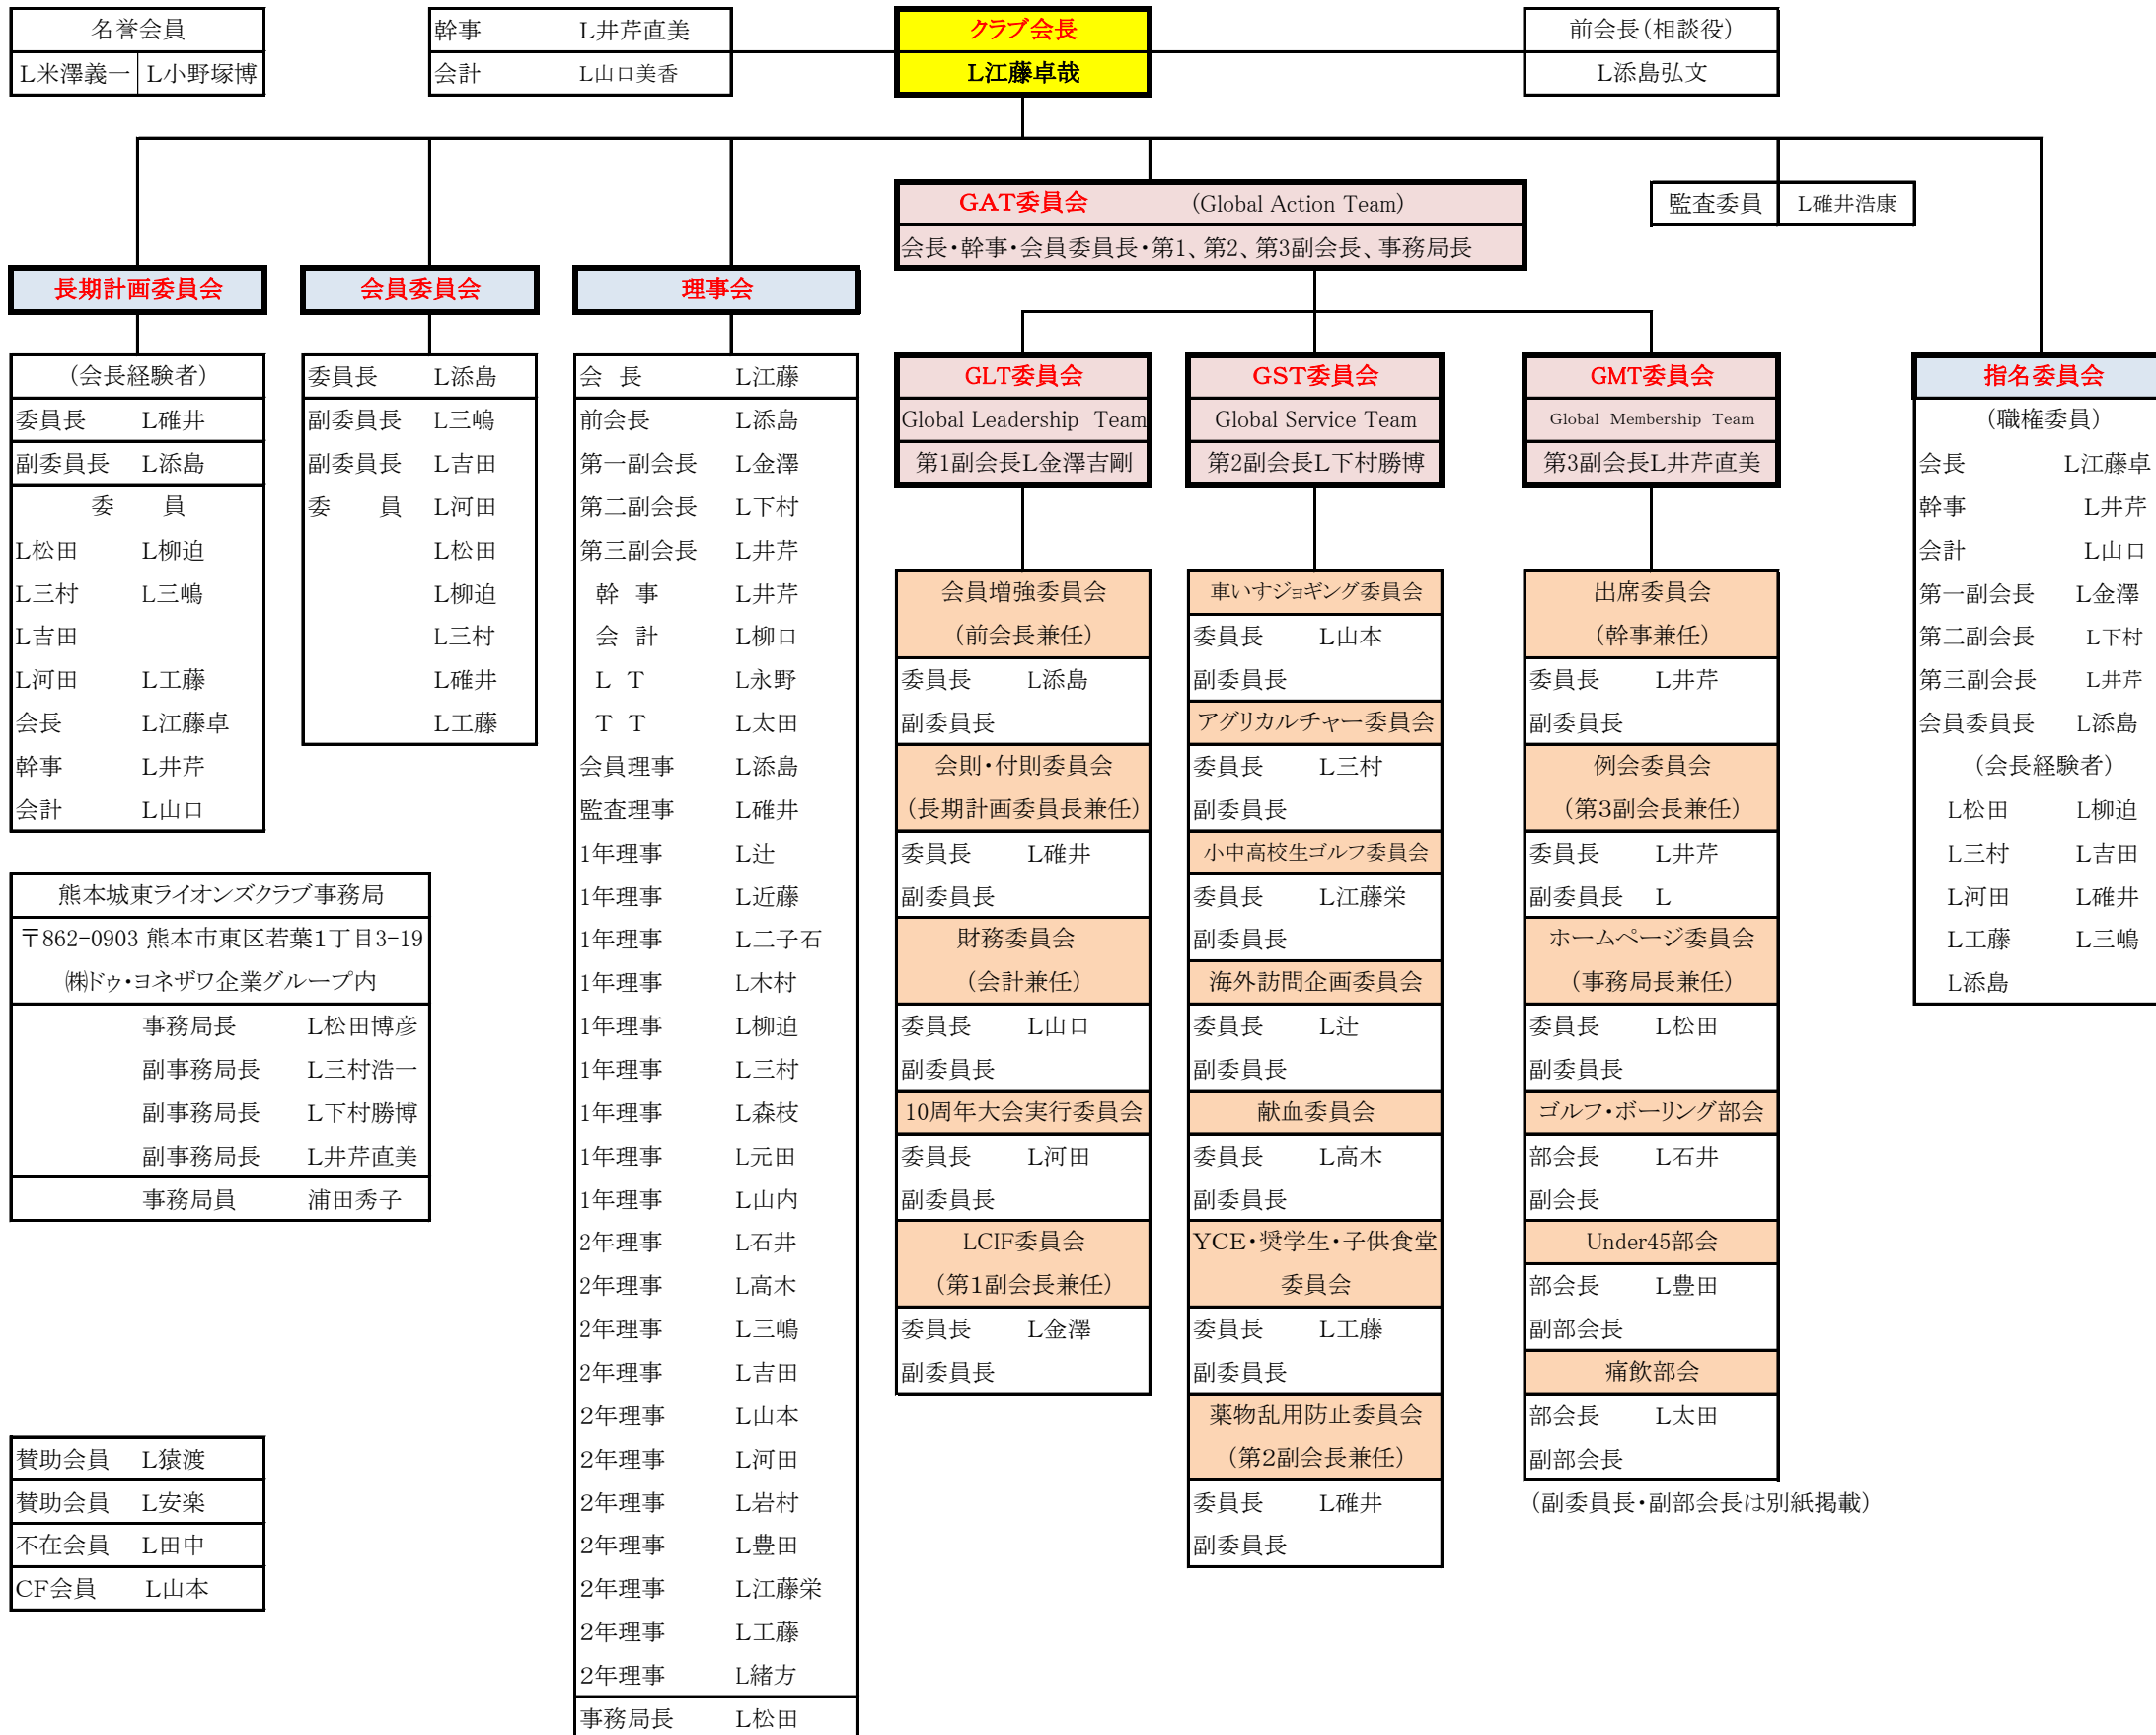 名誉会員
L米澤義一 L小野塚博
幹事 L井芹直美
会計 L山口美香
クラブ会長
L江藤卓哉
前会長(相談役)
L添島弘文
GAT委員会 (Global Action Team)
会長・幹事・会員委員長・第1、第2、第3副会長、事務局長
監査委員 L碓井浩康
長期計画委員会
(会長経験者)
委員長 L碓井
副委員長 L添島
委 員
L松田 L柳迫
L三村 L三嶋
L吉田
L河田 L工藤
会長 L江藤卓
幹事 L井芹
会計 L山口
会員委員会
委員長 L添島
副委員長 L三嶋
副委員長 L吉田
委 員 L河田
L松田
L柳迫
L三村
L碓井
L工藤
理事会
会 長 L江藤
前会長 L添島
第一副会長 L金澤
第二副会長 L下村
第三副会長 L井芹
幹 事 L井芹
会 計 L柳口
L T L永野
T T L太田
会員理事 L添島
監査理事 L碓井
1年理事 L辻
1年理事 L近藤
1年理事 L二子石
1年理事 L木村
1年理事 L柳迫
1年理事 L三村
1年理事 L森枝
1年理事 L元田
1年理事 L山内
2年理事 L石井
2年理事 L高木
2年理事 L三嶋
2年理事 L吉田
2年理事 L山本
2年理事 L河田
2年理事 L岩村
2年理事 L豊田
2年理事 L江藤栄
2年理事 L工藤
2年理事 L緒方
事務局長 L松田
GLT委員会
Global Leadership Team
第1副会長L金澤吉剛
会員増強委員会
(前会長兼任)
委員長 L添島
副委員長
会則・付則委員会
(長期計画委員長兼任)
委員長 L碓井
副委員長
財務委員会
(会計兼任)
委員長 L山口
副委員長
10周年大会実行委員会
委員長 L河田
副委員長
LCIF委員会
(第1副会長兼任)
委員長 L金澤
副委員長
GST委員会
Global Service Team
第2副会長L下村勝博
車いすジョギング委員会
委員長 L山本
副委員長
アグリカルチャー委員会
委員長 L三村
副委員長
小中高校生ゴルフ委員会
委員長 L江藤栄
副委員長
海外訪問企画委員会
委員長 L辻
副委員長
献血委員会
委員長 L高木
副委員長
YCE・奨学生・子供食堂
委員会
委員長 L工藤
副委員長
薬物乱用防止委員会
(第2副会長兼任)
委員長 L碓井
副委員長
GMT委員会
Global Membership Team
第3副会長L井芹直美
出席委員会
(幹事兼任)
委員長 L井芹
副委員長
例会委員会
(第3副会長兼任)
委員長 L井芹
副委員長 L
ホームページ委員会
(事務局長兼任)
委員長 L松田
副委員長
ゴルフ・ボーリング部会
部会長 L石井
副会長
Under45部会
部会長 L豊田
副部会長
痛飲部会
部会長 L太田
副部会長
(副委員長・副部会長は別紙掲載)
指名委員会
(職権委員)
会長 L江藤卓
幹事 L井芹
会計 L山口
第一副会長 L金澤
第二副会長 L下村
第三副会長 L井芹
会員委員長 L添島
(会長経験者)
L松田 L柳迫
L三村 L吉田
L河田 L碓井
L工藤 L三嶋
L添島
熊本城東ライオンズクラブ事務局
〒862-0903 熊本市東区若葉1丁目3-19
㈱ドゥ・ヨネザワ企業グループ内
事務局長 L松田博彦
副事務局長 L三村浩一
副事務局長 L下村勝博
副事務局長 L井芹直美
事務局員 浦田秀子
賛助会員 L猿渡
賛助会員 L安楽
不在会員 L田中
CF会員 L山本